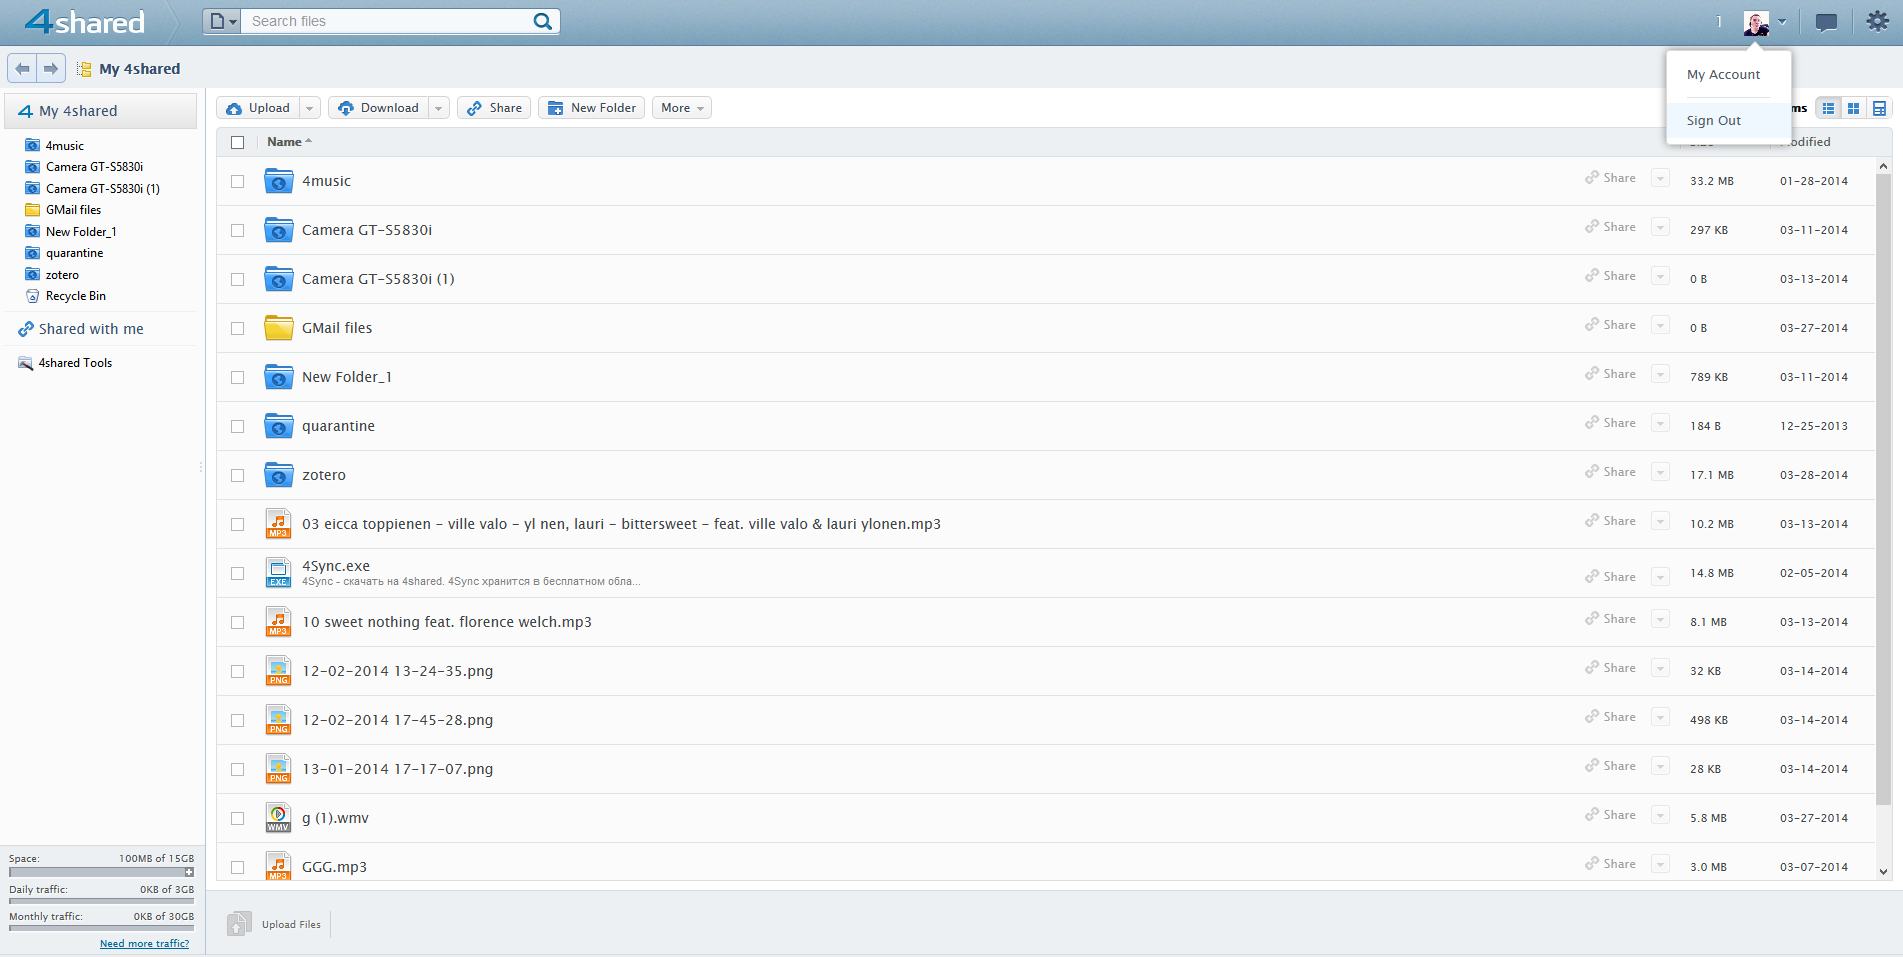 4shared
Search files
1
My 4shared
My Account
Sign Out
4 My 4shared
4music
Camera GT-S5830i
Camera GT-S5830i (1)
GMail files
New Folder_1
quarantine
zotero
Recycle Bin
Shared with me
4shared Tools
Space: 100MB of 15GB
Daily traffic: 0KB of 3GB
Monthly traffic: 0KB of 30GB
Need more traffic?
Upload Download Share New Folder More
Name
4music Share 33.2 MB 01-28-2014
Camera GT-S5830i Share 297 KB 03-11-2014
Camera GT-S5830i (1) Share 0 B 03-13-2014
GMail files Share 0 B 03-27-2014
New Folder_1 Share 789 KB 03-11-2014
quarantine Share 184 B 12-25-2013
zotero Share 17.1 MB 03-28-2014
MP3 03 eicca toppienen - ville valo - yl nen, lauri - bittersweet - feat. ville valo & lauri ylonen.mp3 Share 10.2 MB 03-13-2014
EXE 4Sync.exe Share 14.8 MB 02-05-2014
4Sync - скачать на 4shared. 4Sync хранится в бесплатном обла...
MP3 10 sweet nothing feat. florence welch.mp3 Share 8.1 MB 03-13-2014
PNG 12-02-2014 13-24-35.png Share 32 KB 03-14-2014
PNG 12-02-2014 17-45-28.png Share 498 KB 03-14-2014
PNG 13-01-2014 17-17-07.png Share 28 KB 03-14-2014
WMV g (1).wmv Share 5.8 MB 03-27-2014
MP3 GGG.mp3 Share 3.0 MB 03-07-2014
Upload Files